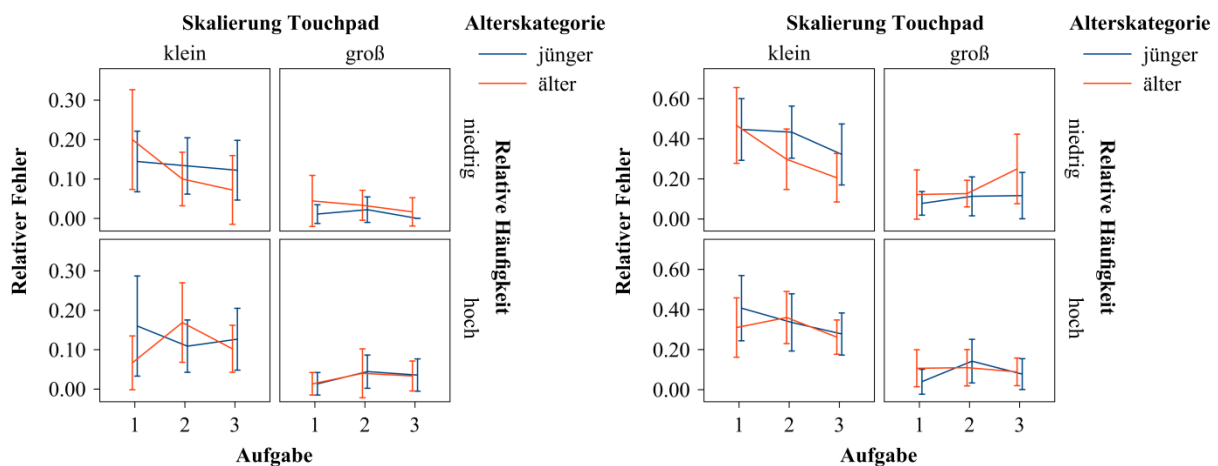 Skalierung Touchpad
Alterskategorie
klein
groß
jünger
älter
Relativer Fehler
0.30
0.20
0.10
0.00
0.30
0.20
0.10
0.00
niedrig
hoch
Relative Häufigkeit
1 2 3
1 2 3
Aufgabe
Skalierung Touchpad
Alterskategorie
klein
groß
jünger
älter
Relativer Fehler
0.60
0.40
0.20
0.00
0.60
0.40
0.20
0.00
niedrig
hoch
Relative Häufigkeit
1 2 3
1 2 3
Aufgabe